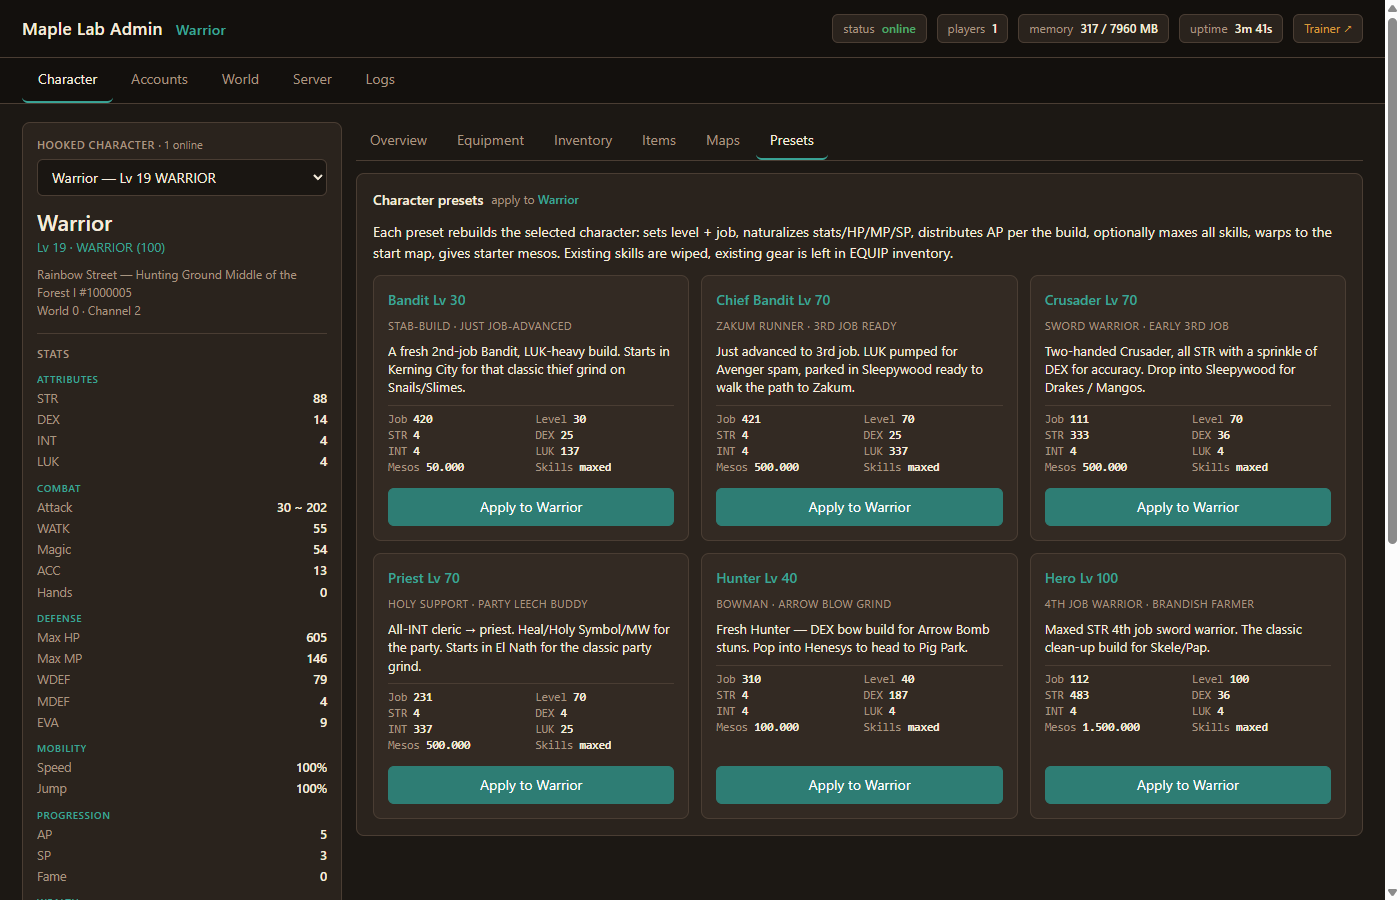 Maple Lab Admin Warrior
status online
players 1
memory 317 / 7960 MB
uptime 3m 41s
Trainer ↗
Character Accounts World Server Logs
HOOKED CHARACTER · 1 online
Warrior — Lv 19 WARRIOR
Warrior
Lv 19 · WARRIOR (100)
Rainbow Street — Hunting Ground Middle of the
Forest I #1000005
World 0 · Channel 2
STATS
ATTRIBUTES
STR 88
DEX 14
INT 4
LUK 4
COMBAT
Attack 30 ~ 202
WATK 55
Magic 54
ACC 13
Hands 0
DEFENSE
Max HP 605
Max MP 146
WDEF 79
MDEF 4
EVA 9
MOBILITY
Speed 100%
Jump 100%
PROGRESSION
AP 5
SP 3
Fame 0
Overview Equipment Inventory Items Maps Presets
Character presets apply to Warrior
Each preset rebuilds the selected character: sets level + job, naturalizes stats/HP/MP/SP, distributes AP per the build, optionally maxes all skills, warps to the
start map, gives starter mesos. Existing skills are wiped, existing gear is left in EQUIP inventory.
Bandit Lv 30
STAB-BUILD · JUST JOB-ADVANCED
A fresh 2nd-job Bandit, LUK-heavy build. Starts in
Kerning City for that classic thief grind on
Snails/Slimes.
Job 420 Level 30
STR 4 DEX 25
INT 4 LUK 137
Mesos 50.000 Skills maxed
Apply to Warrior
Chief Bandit Lv 70
ZAKUM RUNNER · 3RD JOB READY
Just advanced to 3rd job. LUK pumped for
Avenger spam, parked in Sleepywood ready to
walk the path to Zakum.
Job 421 Level 70
STR 4 DEX 25
INT 4 LUK 337
Mesos 500.000 Skills maxed
Apply to Warrior
Crusader Lv 70
SWORD WARRIOR · EARLY 3RD JOB
Two-handed Crusader, all STR with a sprinkle of
DEX for accuracy. Drop into Sleepywood for
Drakes / Mangos.
Job 111 Level 70
STR 333 DEX 36
INT 4 LUK 4
Mesos 500.000 Skills maxed
Apply to Warrior
Priest Lv 70
HOLY SUPPORT · PARTY LEECH BUDDY
All-INT cleric → priest. Heal/Holy Symbol/MW for
the party. Starts in El Nath for the classic party
grind.
Job 231 Level 70
STR 4 DEX 4
INT 337 LUK 25
Mesos 500.000 Skills maxed
Apply to Warrior
Hunter Lv 40
BOWMAN · ARROW BLOW GRIND
Fresh Hunter — DEX bow build for Arrow Bomb
stuns. Pop into Henesys to head to Pig Park.
Job 310 Level 40
STR 4 DEX 187
INT 4 LUK 4
Mesos 100.000 Skills maxed
Apply to Warrior
Hero Lv 100
4TH JOB WARRIOR · BRANDISH FARMER
Maxed STR 4th job sword warrior. The classic
clean-up build for Skele/Pap.
Job 112 Level 100
STR 483 DEX 36
INT 4 LUK 4
Mesos 1.500.000 Skills maxed
Apply to Warrior